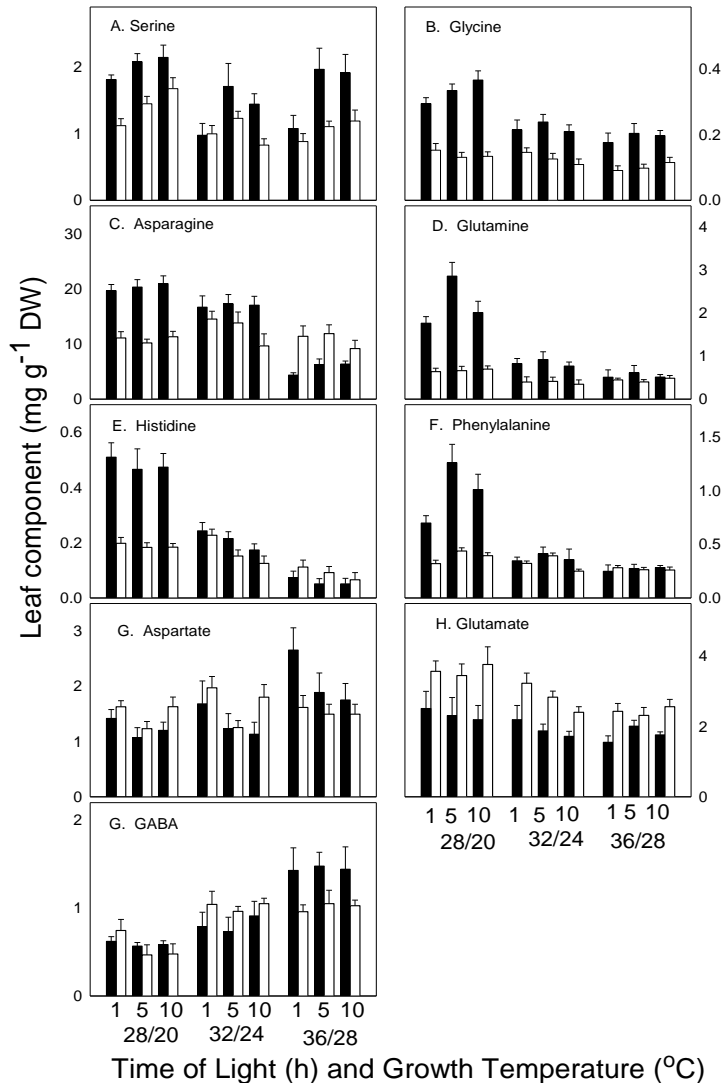 A. Serine
B. Glycine
2
1
0
0.4
0.2
0.0
C. Asparagine
D. Glutamine
30
20
10
0
4
3
2
1
0
E. Histidine
F. Phenylalanine
0.6
0.4
0.2
0.0
1.5
1.0
0.5
0.0
G. Aspartate
H. Glutamate
3
2
1
0
4
2
0
1 5 10 1 5 10 1 5 10
28/20 32/24 36/28
G. GABA
2
1
0
1 5 10 1 5 10 1 5 10
28/20 32/24 36/28
Leaf component (mg g⁻¹ DW)
Time of Light (h) and Growth Temperature (°C)